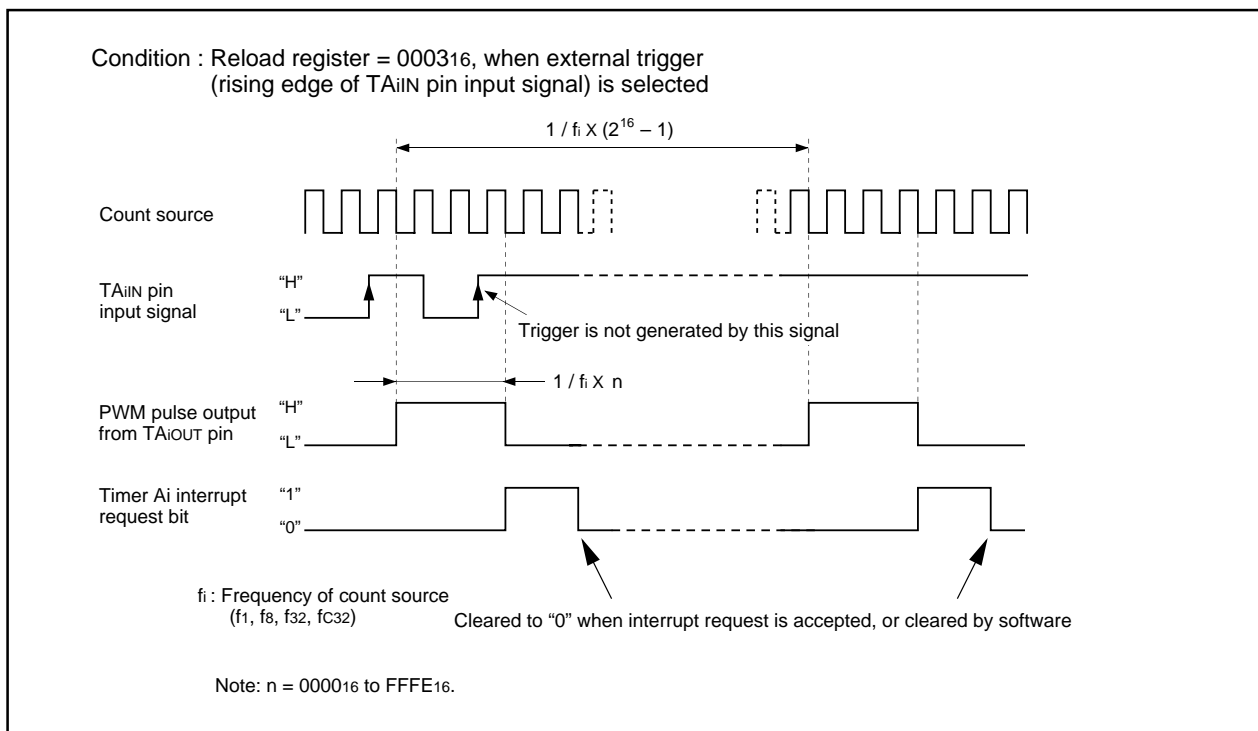 Condition : Reload register = 000316, when external trigger
(rising edge of TAiIN pin input signal) is selected
1 / fi X (2^16 – 1)
Count source
TAiIN pin
input signal
“H”
“L”
Trigger is not generated by this signal
1 / fi X n
PWM pulse output
from TAiOUT pin
“H”
“L”
Timer Ai interrupt
request bit
“1”
“0”
fi : Frequency of count source
(f1, f8, f32, fC32)
Cleared to “0” when interrupt request is accepted, or cleared by software
Note: n = 000016 to FFFE16.